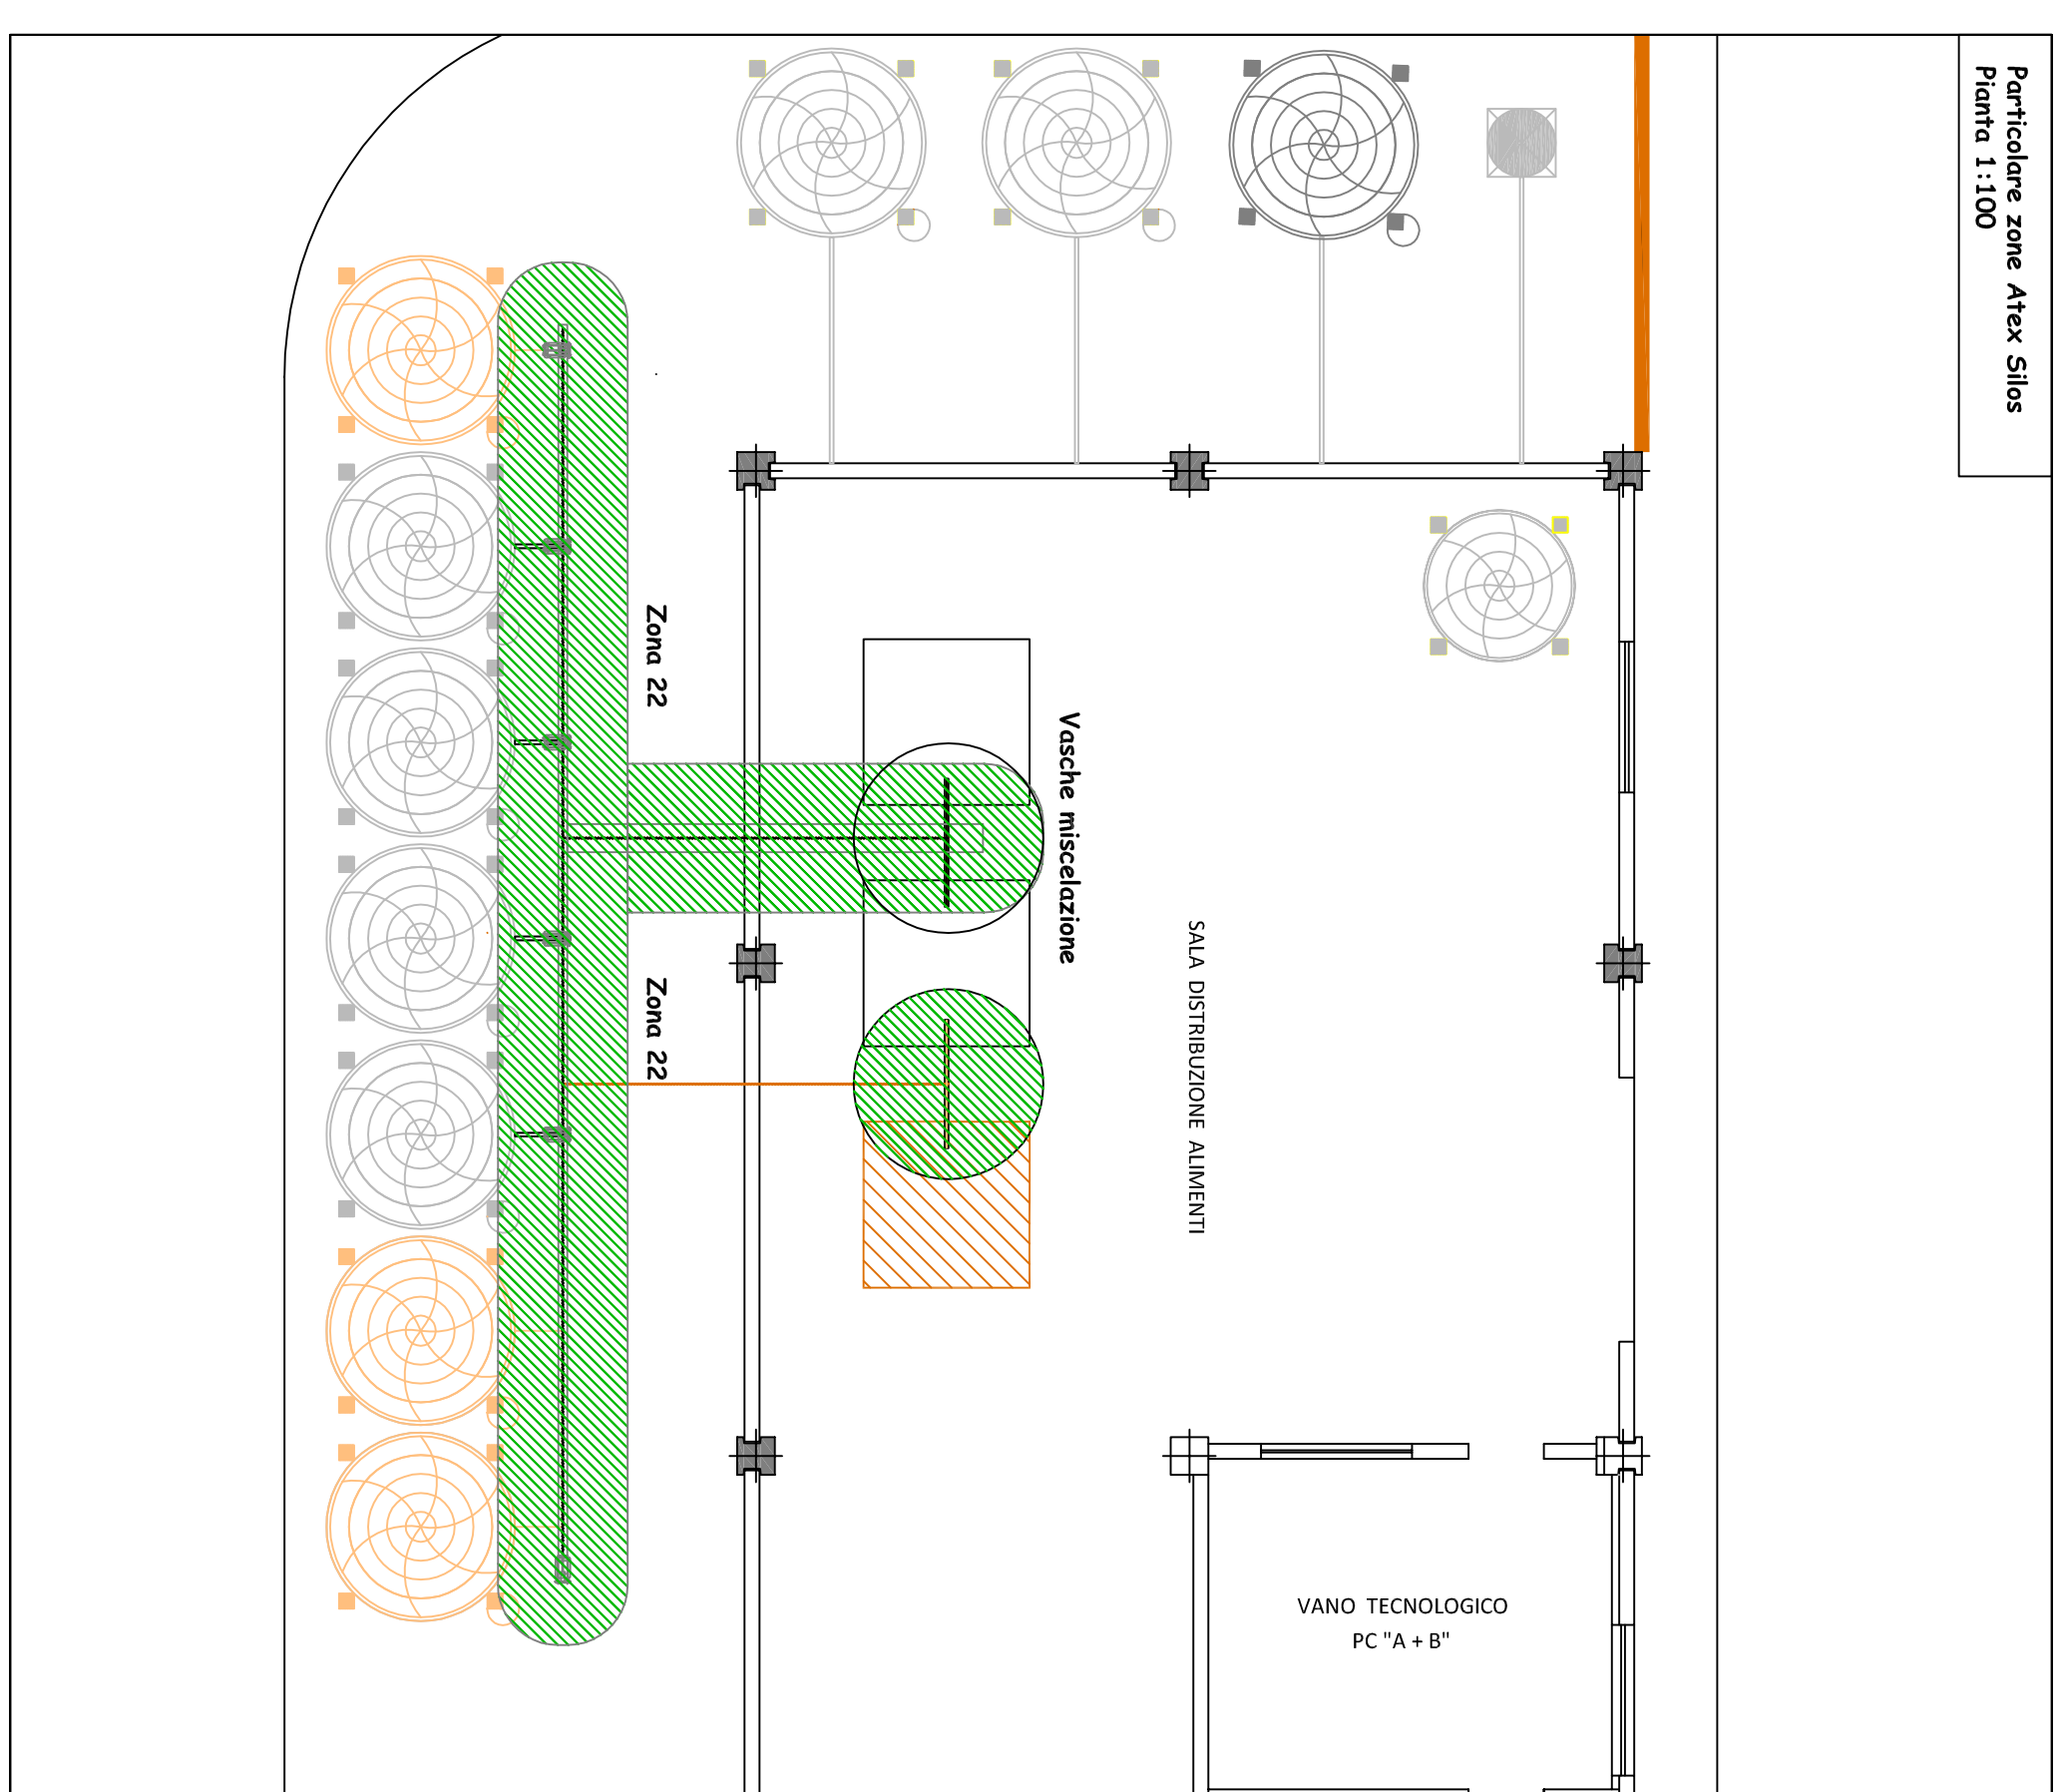 Particolare zone Atex Silos
Pianta 1:100
Zona 22
Vasche miscelazione
SALA DISTRIBUZIONE ALIMENTI
Zona 22
VANO TECNOLOGICO
PC "A + B"